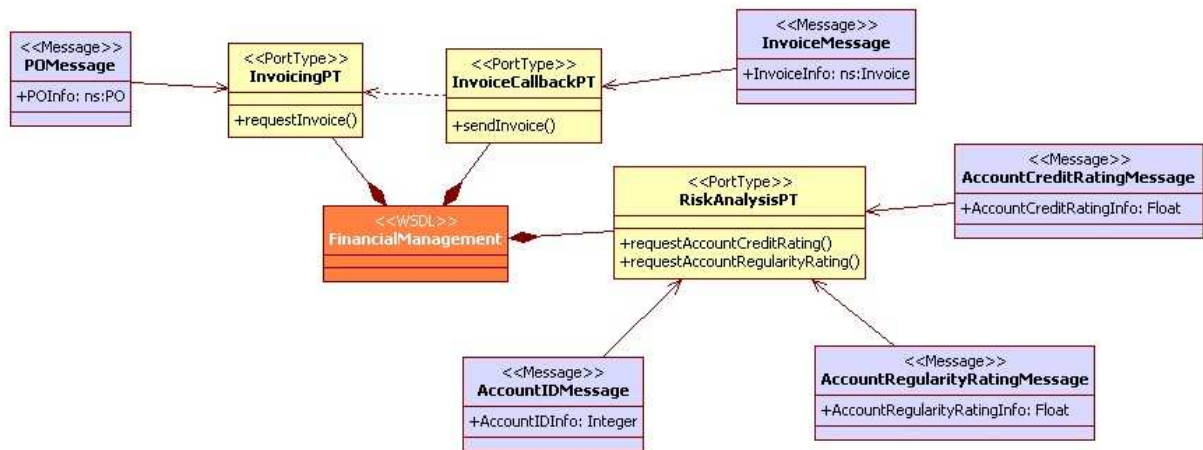 <<Message>>
POMessage
+POInfo: ns:PO
<<PortType>>
InvoicingPT
+requestInvoice()
<<PortType>>
InvoiceCallbackPT
+sendInvoice()
<<Message>>
InvoiceMessage
+InvoiceInfo: ns:Invoice
<<WSDL>>
FinancialManagement
<<PortType>>
RiskAnalysisPT
+requestAccountCreditRating()
+requestAccountRegularityRating()
<<Message>>
AccountCreditRatingMessage
+AccountCreditRatingInfo: Float
<<Message>>
AccountIDMessage
+AccountIDInfo: Integer
<<Message>>
AccountRegularityRatingMessage
+AccountRegularityRatingInfo: Float